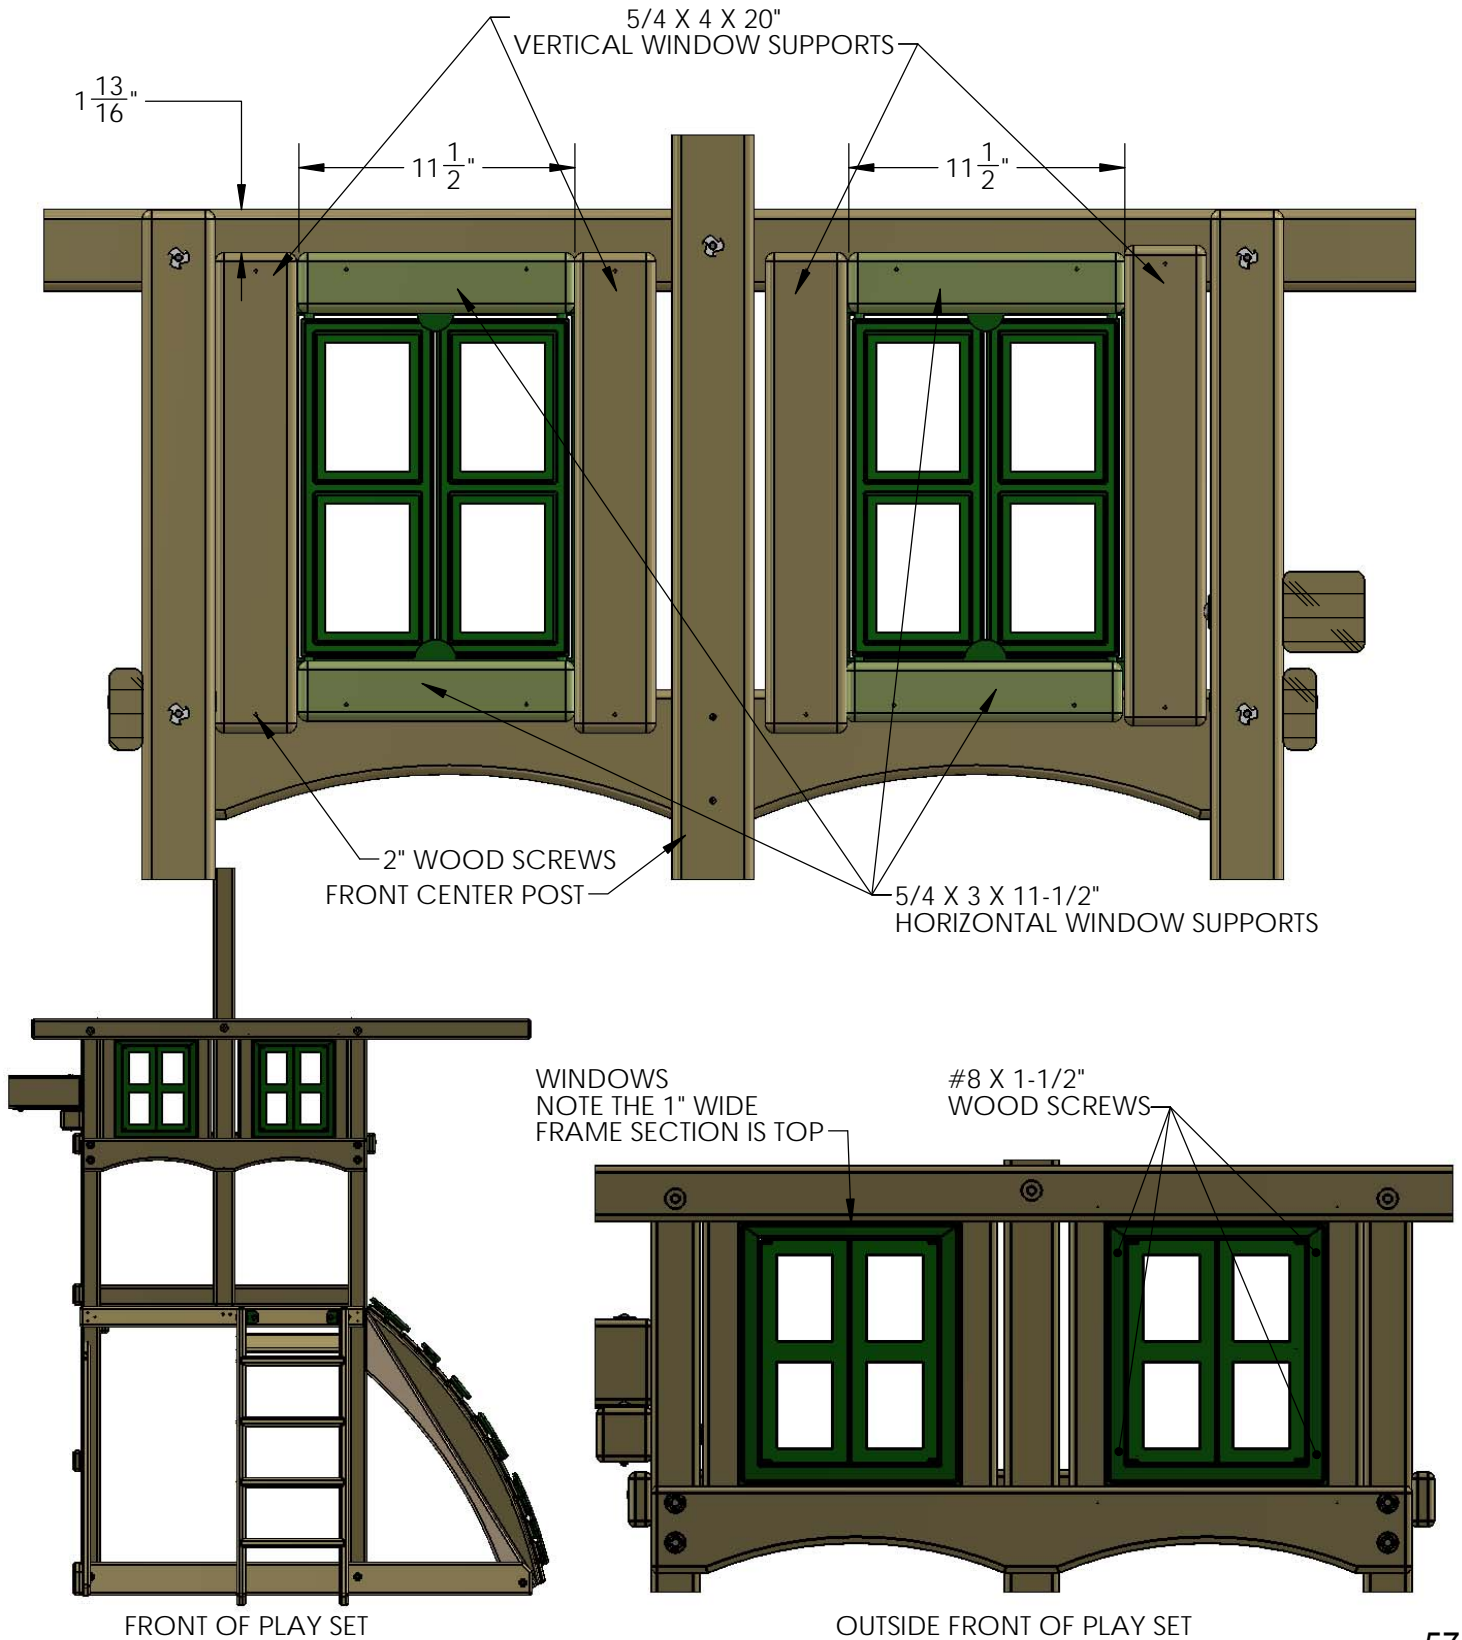 5/4 X 4 X 20"
VERTICAL WINDOW SUPPORTS
1 13/16"
11 1/2"
11 1/2"
2" WOOD SCREWS
FRONT CENTER POST
5/4 X 3 X 11-1/2"
HORIZONTAL WINDOW SUPPORTS
WINDOWS
NOTE THE 1" WIDE
FRAME SECTION IS TOP
#8 X 1-1/2"
WOOD SCREWS
FRONT OF PLAY SET
OUTSIDE FRONT OF PLAY SET